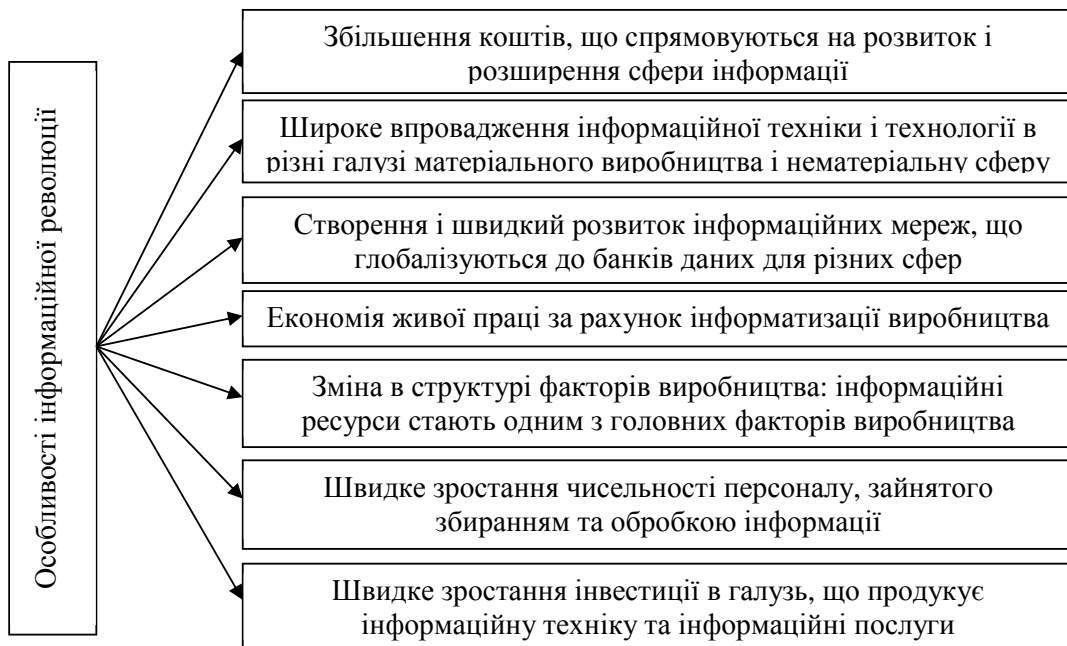 Особливості інформаційної революції
Збільшення коштів, що спрямовуються на розвиток і
розширення сфери інформації
Широке впровадження інформаційної техніки і технології в
різні галузі матеріального виробництва і нематеріальну сферу
Створення і швидкий розвиток інформаційних мереж, що
глобалізуються до банків даних для різних сфер
Економія живої праці за рахунок інформатизації виробництва
Зміна в структурі факторів виробництва: інформаційні
ресурси стають одним з головних факторів виробництва
Швидке зростання чисельності персоналу, зайнятого
збиранням та обробкою інформації
Швидке зростання інвестиції в галузь, що продукує
інформаційну техніку та інформаційні послуги